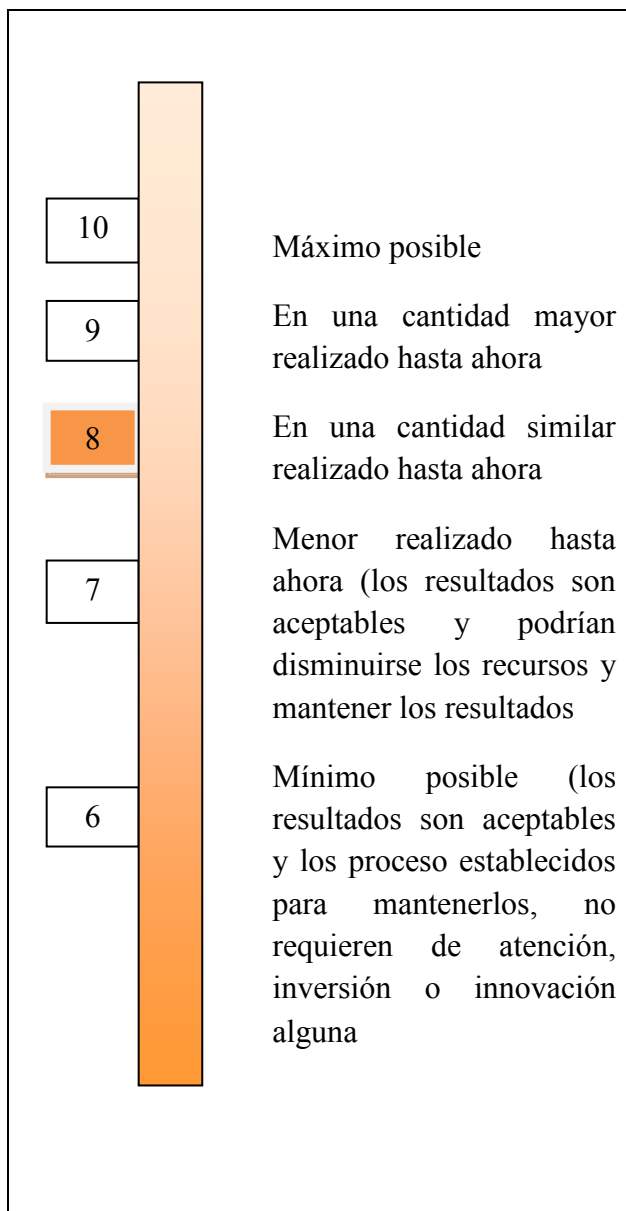 10
Máximo posible
9
En una cantidad mayor
realizado hasta ahora
8
En una cantidad similar
realizado hasta ahora
7
Menor realizado hasta
ahora (los resultados son
aceptables y podrían
disminuirse los recursos y
mantener los resultados
6
Mínimo posible (los
resultados son aceptables
y los proceso establecidos
para mantenerlos, no
requieren de atención,
inversión o innovación
alguna